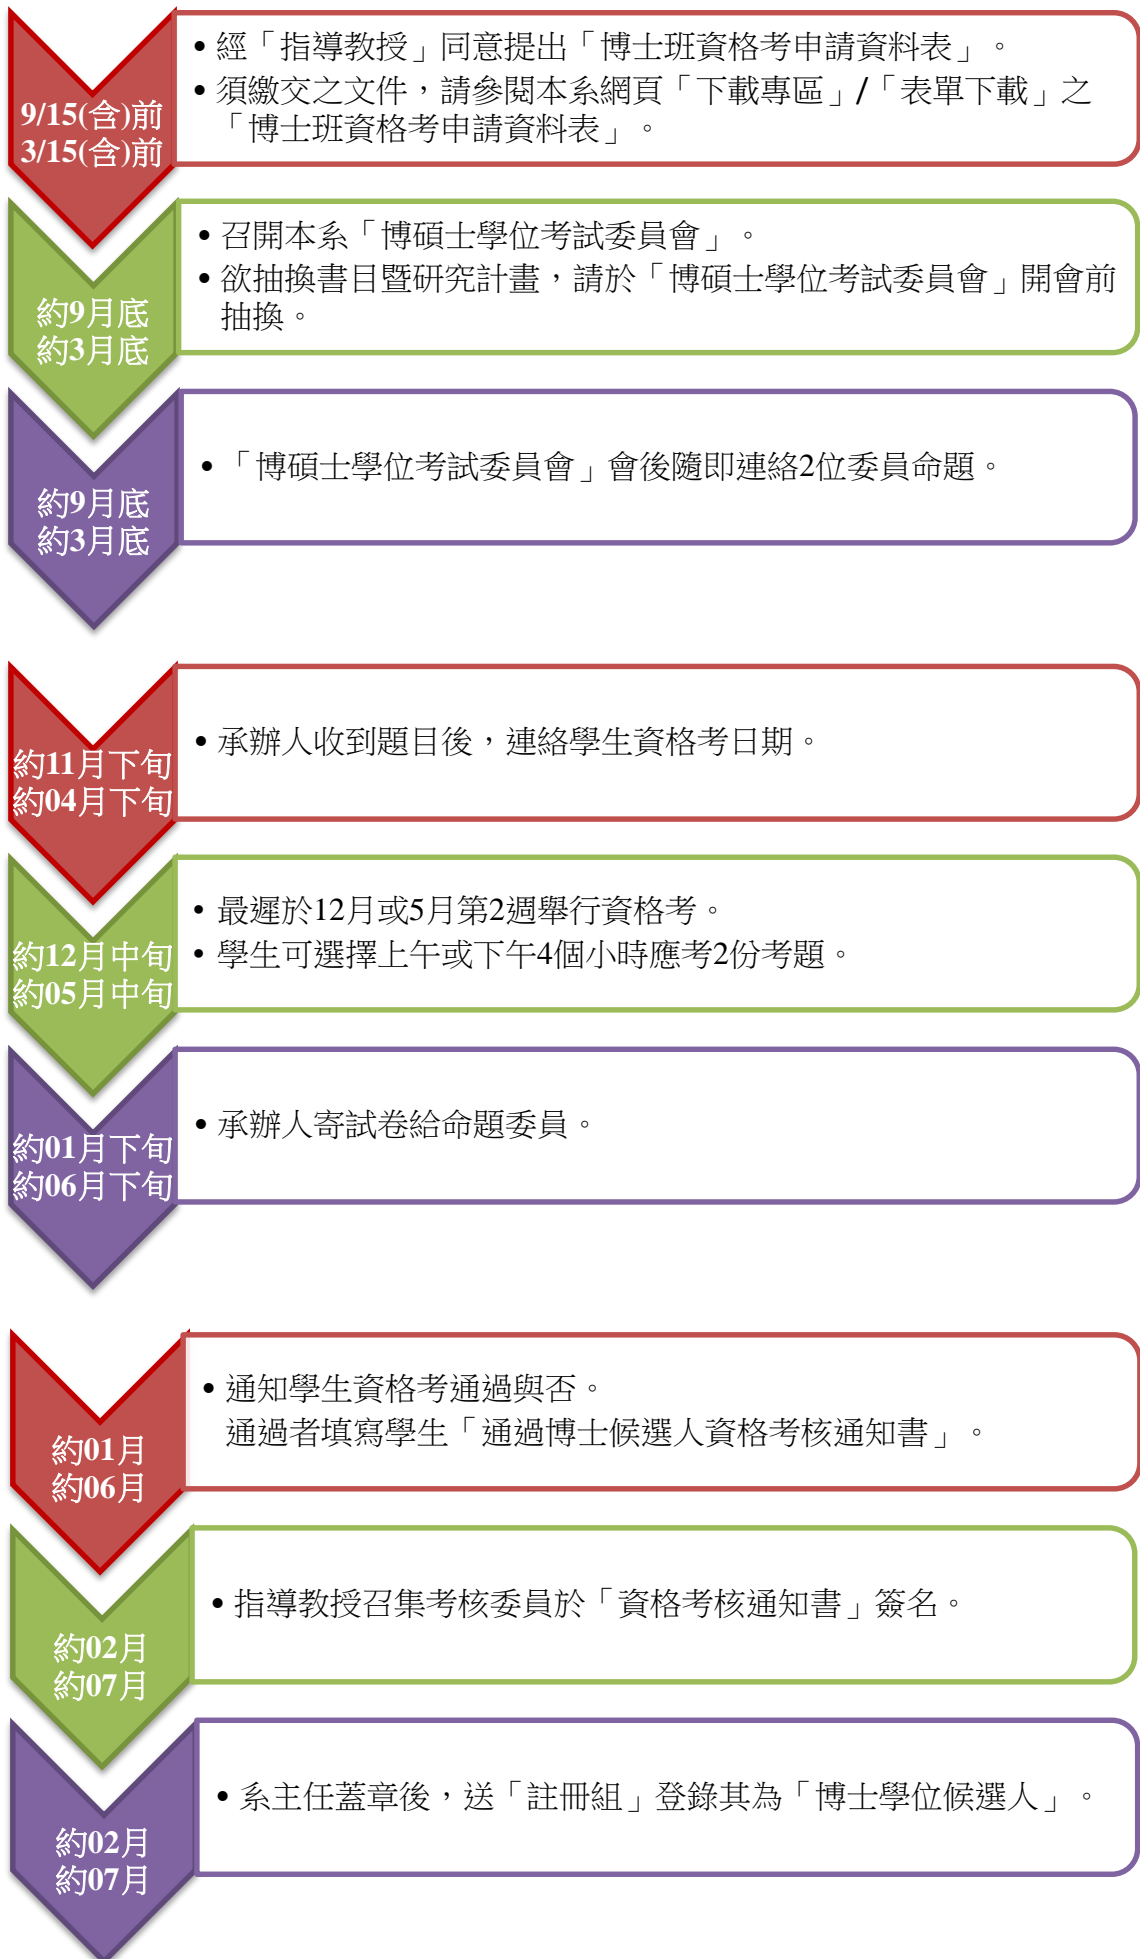 9/15(含)前
3/15(含)前
• 經「指導教授」同意提出「博士班資格考申請資料表」。
• 須繳交之文件，請參閱本系網頁「下載專區」/「表單下載」之
「博士班資格考申請資料表」。
約9月底
約3月底
• 召開本系「博碩士學位考試委員會」。
• 欲抽換書目暨研究計畫，請於「博碩士學位考試委員會」開會前
抽換。
約9月底
約3月底
• 「博碩士學位考試委員會」會後隨即連絡2位委員命題。
約11月下旬
約04月下旬
• 承辦人收到題目後，連絡學生資格考日期。
約12月中旬
約05月中旬
• 最遲於12月或5月第2週舉行資格考。
• 學生可選擇上午或下午4個小時應考2份考題。
約01月下旬
約06月下旬
• 承辦人寄試卷給命題委員。
約01月
約06月
• 通知學生資格考通過與否。
通過者填寫學生「通過博士候選人資格考核通知書」。
約02月
約07月
• 指導教授召集考核委員於「資格考核通知書」簽名。
約02月
約07月
• 系主任蓋章後，送「註冊組」登錄其為「博士學位候選人」。